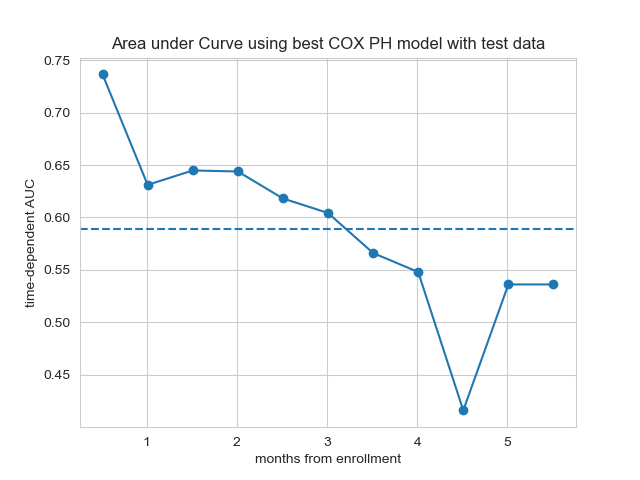 Area under Curve using best COX PH model with test data
time-dependent AUC
0.75
0.70
0.65
0.60
0.55
0.50
0.45
1 2 3 4 5
months from enrollment